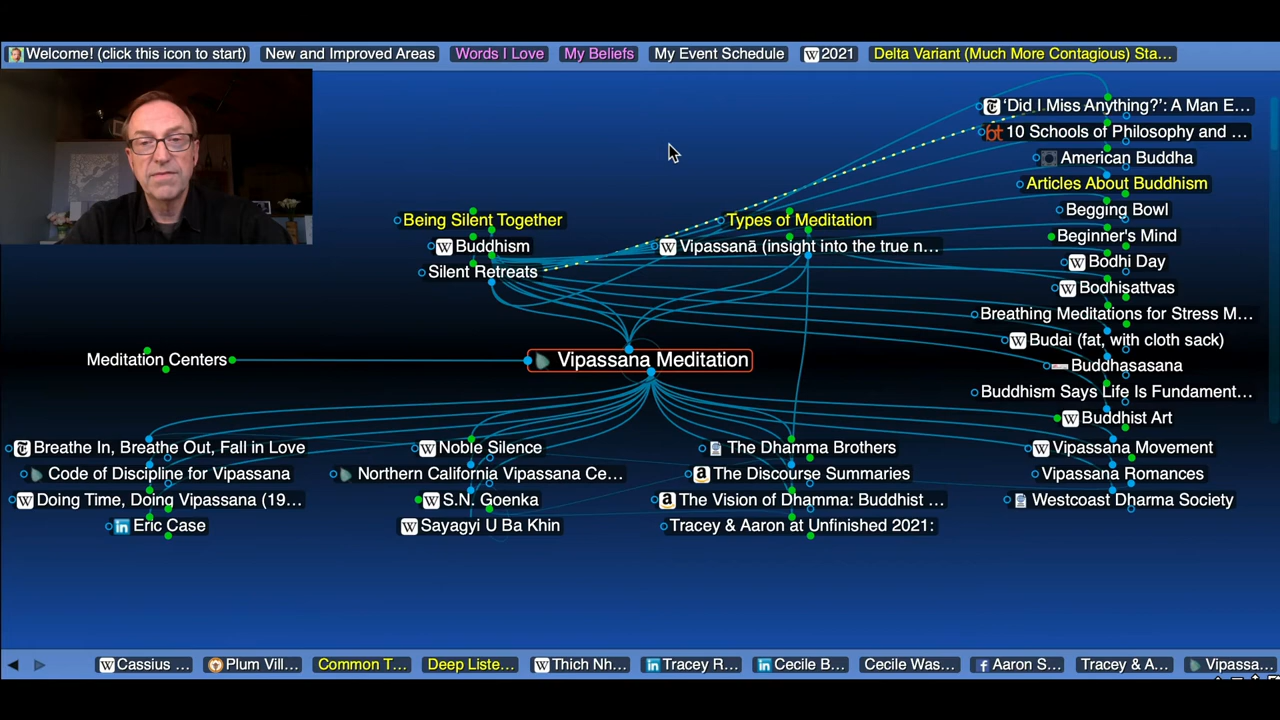 Welcome! (click this icon to start) New and Improved Areas Words I Love My Beliefs My Event Schedule W 2021 Delta Variant (Much More Contagious) Sta...
'Did I Miss Anything?': A Man E...
10 Schools of Philosophy and ...
American Buddha
Articles About Buddhism
Begging Bowl
Beginner's Mind
Bodhi Day
Bodhisattvas
Breathing Meditations for Stress M...
Budai (fat, with cloth sack)
Buddhasasana
Buddhism Says Life Is Fundament...
Buddhist Art
Being Silent Together
Buddhism
Silent Retreats
Types of Meditation
Vipassanā (insight into the true n...
Meditation Centers
Vipassana Meditation
Breathe In, Breathe Out, Fall in Love
Code of Discipline for Vipassana
Doing Time, Doing Vipassana (19...
Eric Case
Noble Silence
Northern California Vipassana Ce...
S.N. Goenka
Sayagyi U Ba Khin
The Dhamma Brothers
The Discourse Summaries
The Vision of Dhamma: Buddhist ...
Tracey & Aaron at Unfinished 2021:
Vipassana Movement
Vipassana Romances
Westcoast Dharma Society
Cassius ... Plum Vill... Common T... Deep Liste... Thich Nh... Tracey R... Cecile B... Cecile Was... Aaron S... Tracey & A... Vipassa...